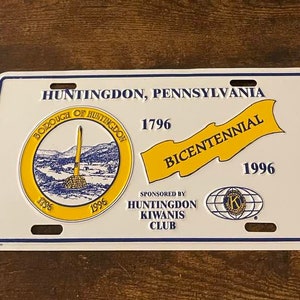 HUNTINGDON, PENNSYLVANIA
BOROUGH OF HUNTINGDON
1796 1996
1796
BICENTENNIAL
1996
SPONSORED BY
HUNTINGDON
KIWANIS
CLUB
K
®